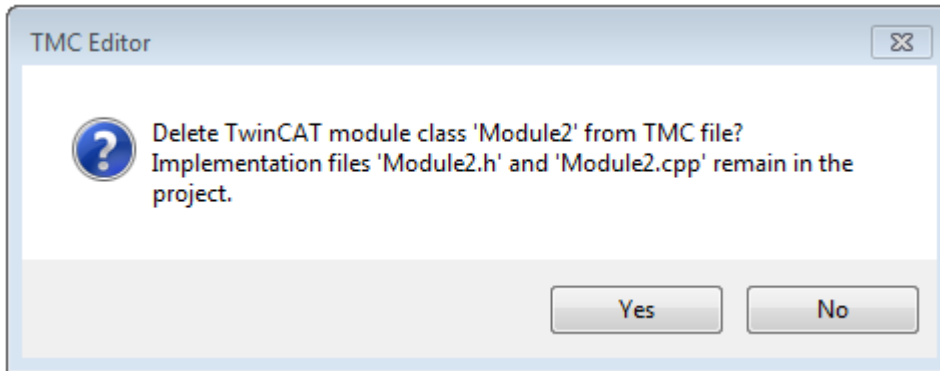 TMC Editor
Delete TwinCAT module class 'Module2' from TMC file?
Implementation files 'Module2.h' and 'Module2.cpp' remain in the
project.
Yes No